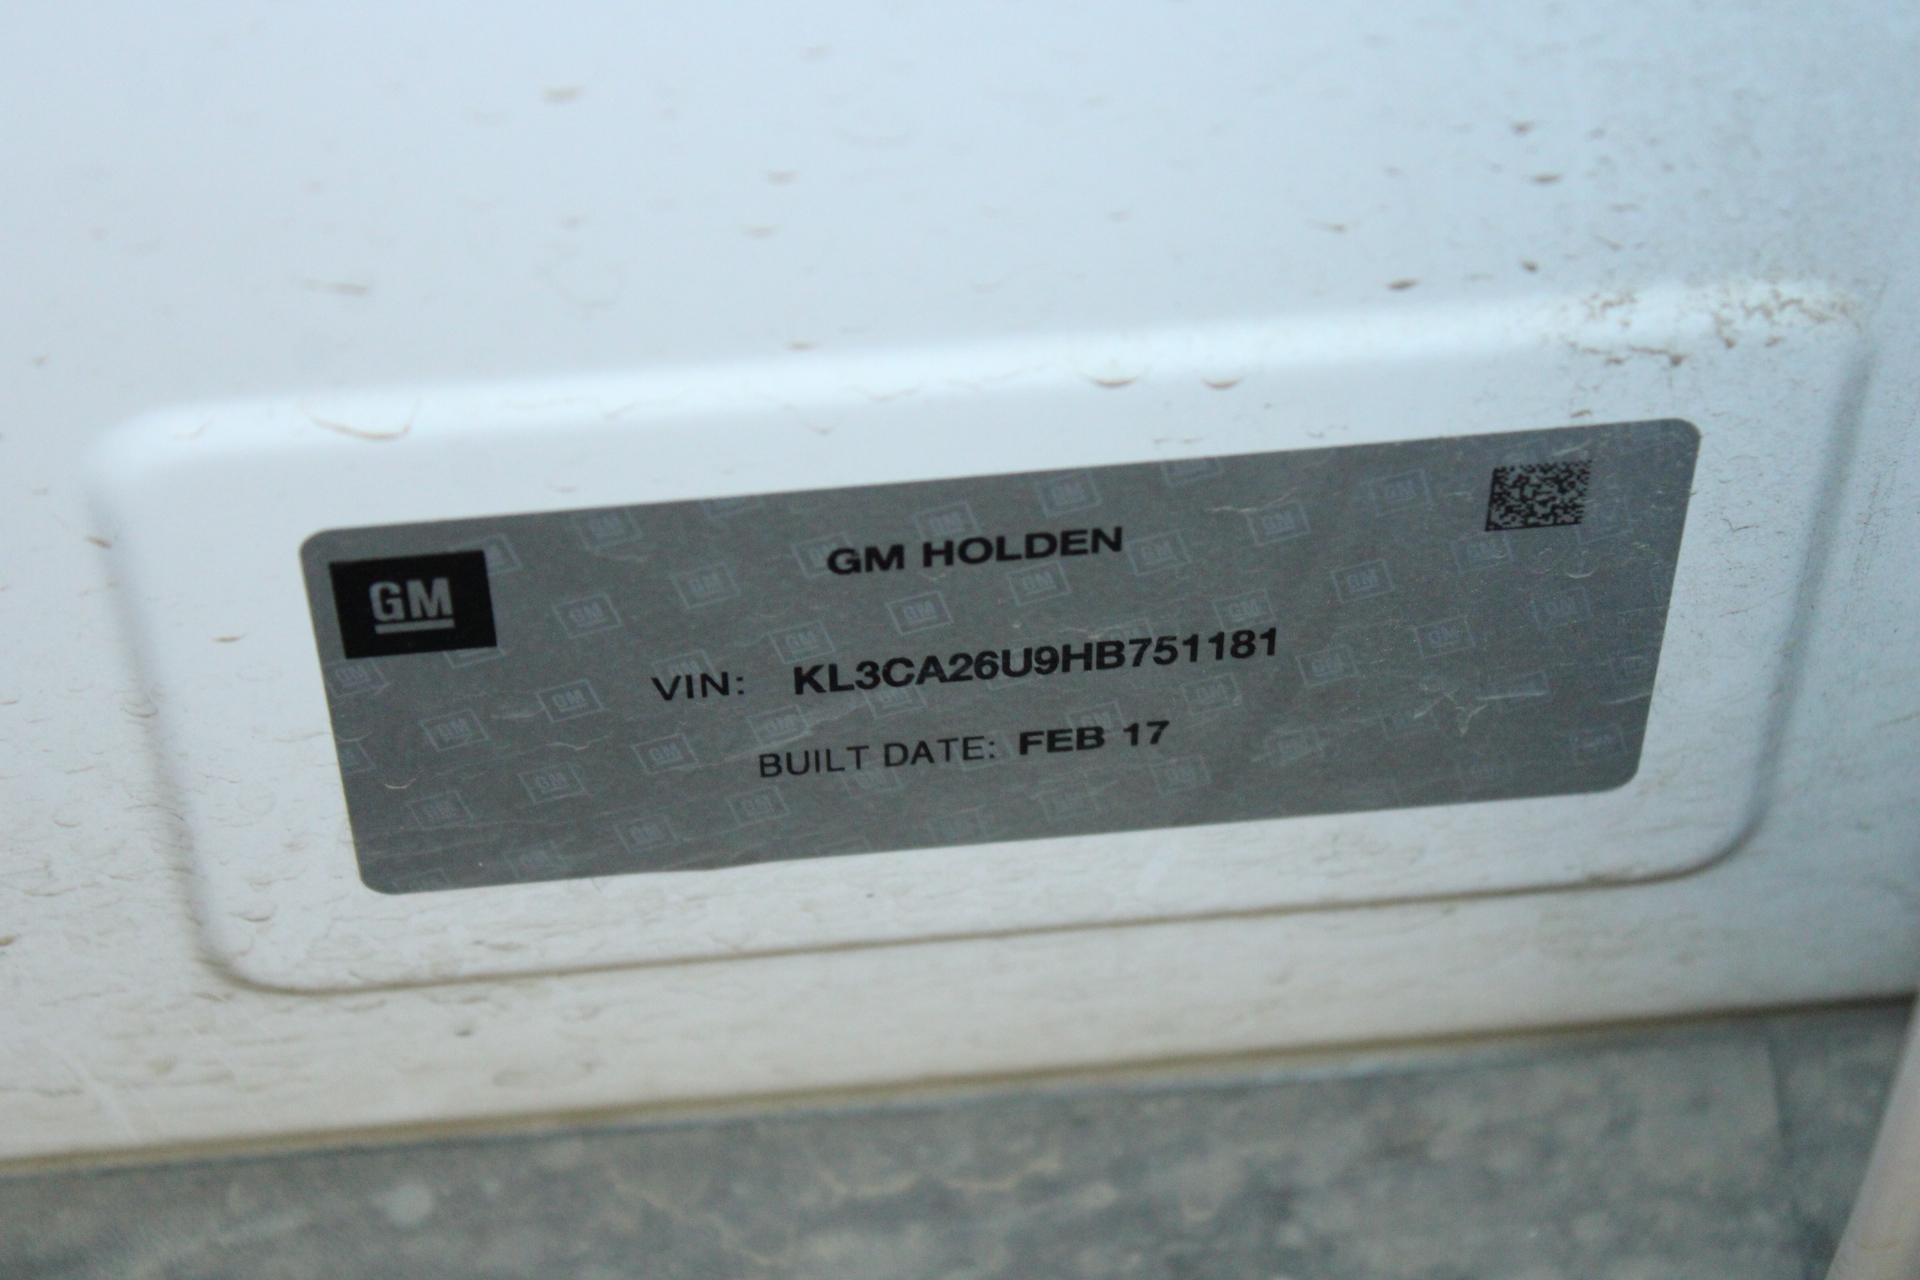 GM
GM HOLDEN
VIN: KL3CA26U9HB751181
BUILT DATE: FEB 17